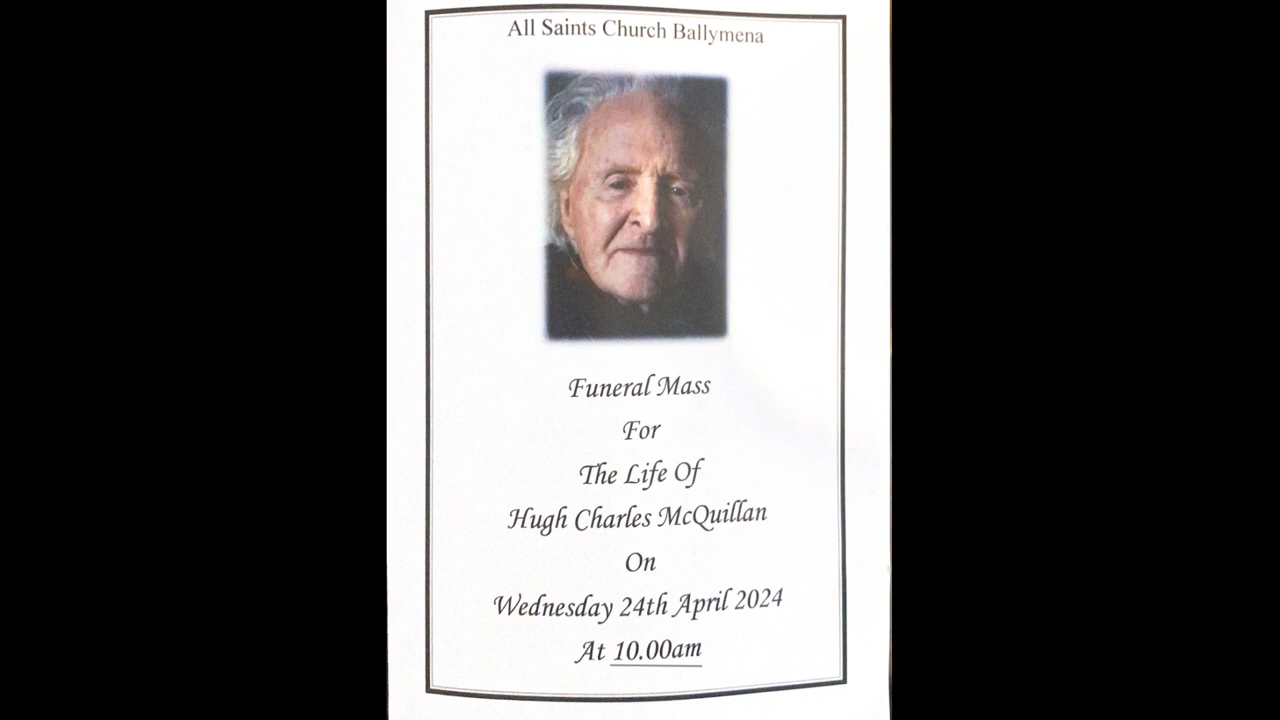 All Saints Church Ballymena
Funeral Mass
For
The Life Of
Hugh Charles McQuillan
On
Wednesday 24th April 2024
At 10.00am